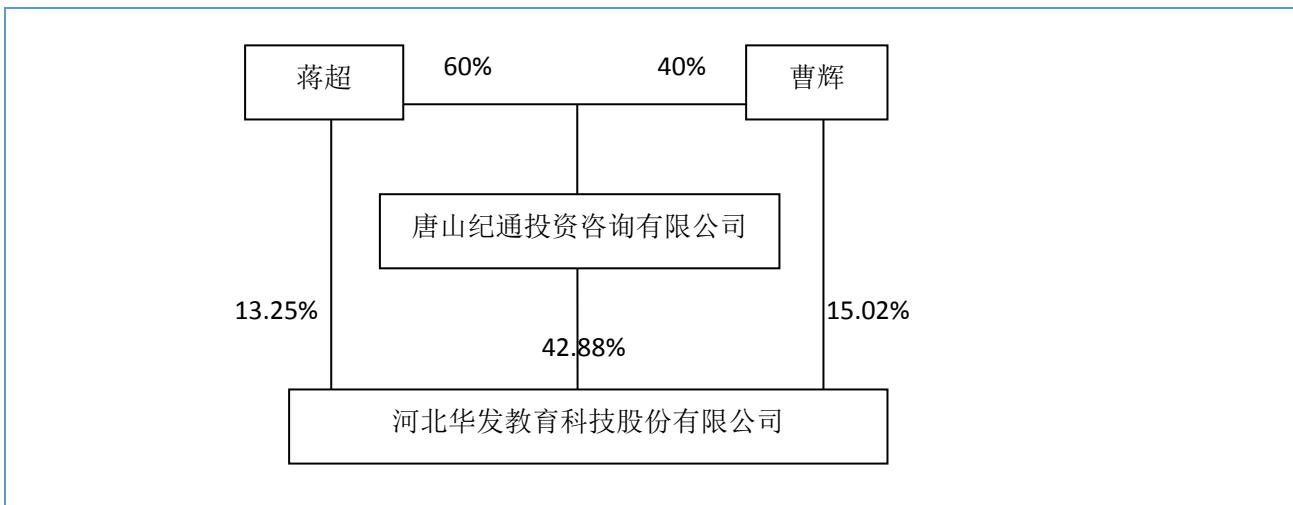 蒋超
60%
40%
曹辉
唐山纪通投资咨询有限公司
13.25%
15.02%
42.88%
河北华发教育科技股份有限公司